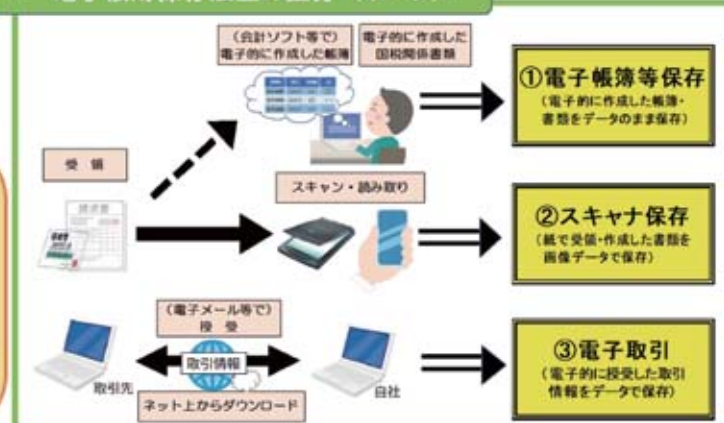 (会計ソフト等で)
電子的に作成した帳簿
電子的に作成した
国税関係書類
①電子帳簿等保存
(電子的に作成した帳簿・
書類をデータのまま保存)
受 領
請求書
スキャン・読み取り
②スキャナ保存
(紙で受領・作成した書類を
画像データで保存)
(電子メール等で)
授 受
取引情報
取引先
自社
ネット上からダウンロード
③電子取引
(電子的に授受した取引
情報をデータで保存)